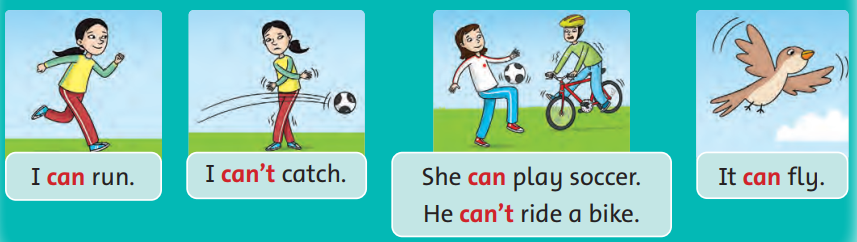 I can run.
I can't catch.
She can play soccer.
He can't ride a bike.
It can fly.